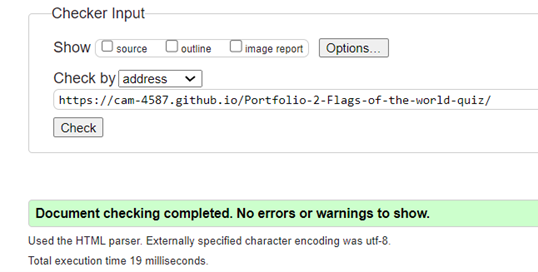 Checker Input
Show source outline image report Options...
Check by address
https://cam-4587.github.io/Portfolio-2-Flags-of-the-world-quiz/
Check
Document checking completed. No errors or warnings to show.
Used the HTML parser. Externally specified character encoding was utf-8.
Total execution time 19 milliseconds.